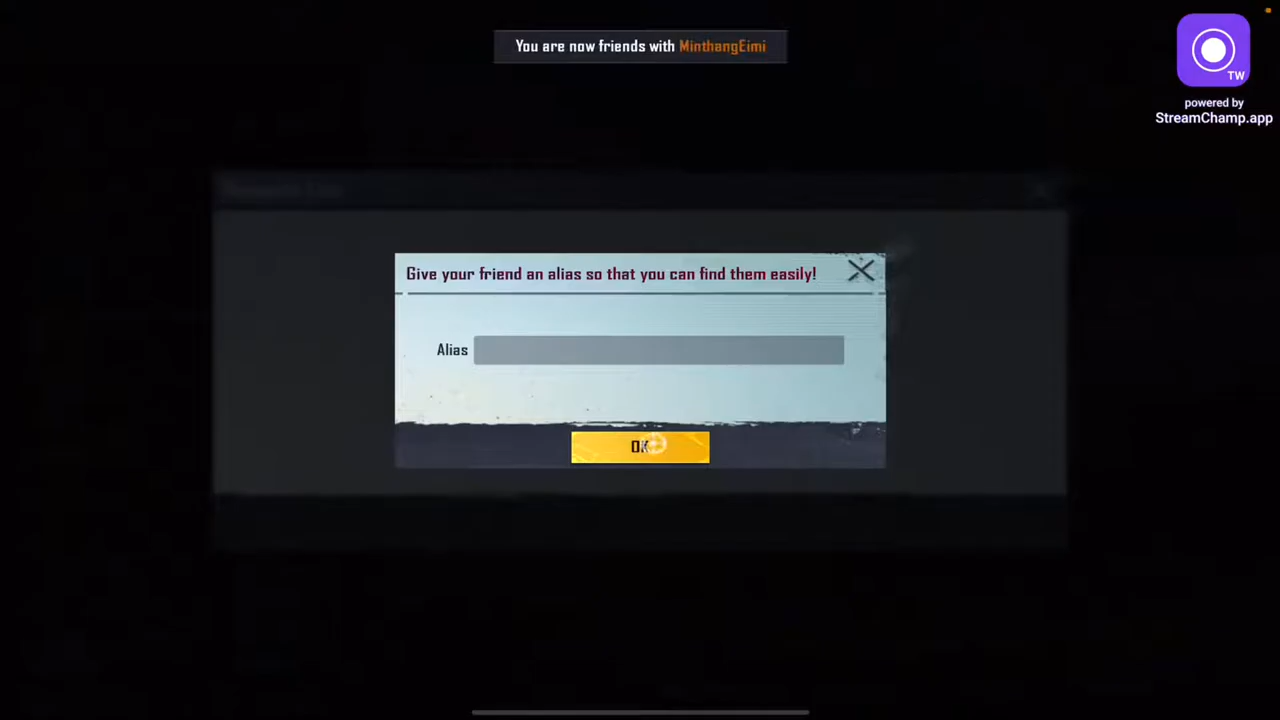 You are now friends with MinthangEimi
TW
powered by
StreamChamp.app
Give your friend an alias so that you can find them easily!
Alias
OK